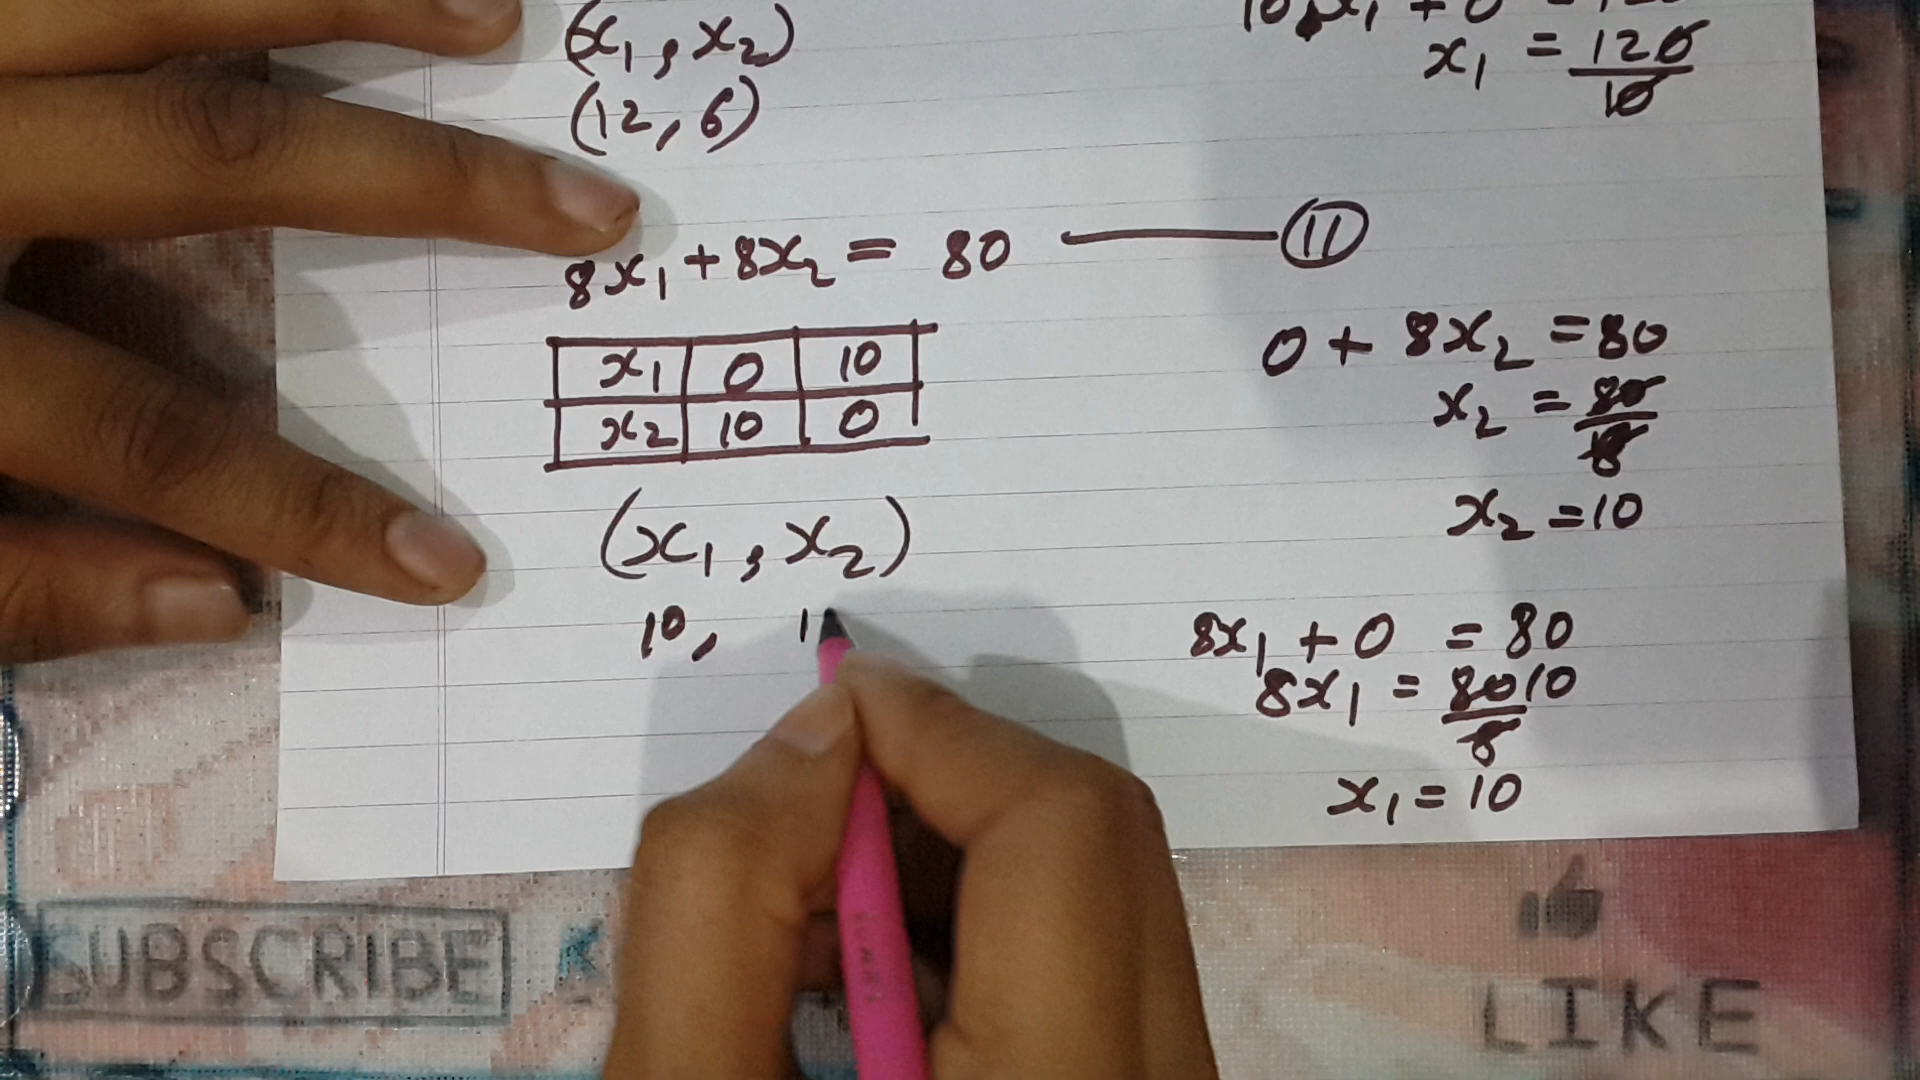 (x₁, x₂)
(12, 6)
x₁ = 120/10
8x₁ + 8x₂ = 80 —— (11)
x₁ 0 10
x₂ 10 0
(x₁, x₂)
10, 1
0 + 8x₂ = 80
x₂ = 80/8
x₂ = 10
8x₁ + 0 = 80
8x₁ = 80/8 10
x₁ = 10
SUBSCRIBE
LIKE